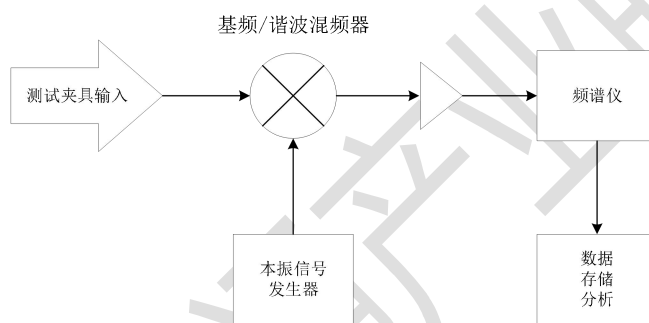 基频/谐波混频器
测试夹具输入
频谱仪
本振信号
发生器
数据
存储
分析